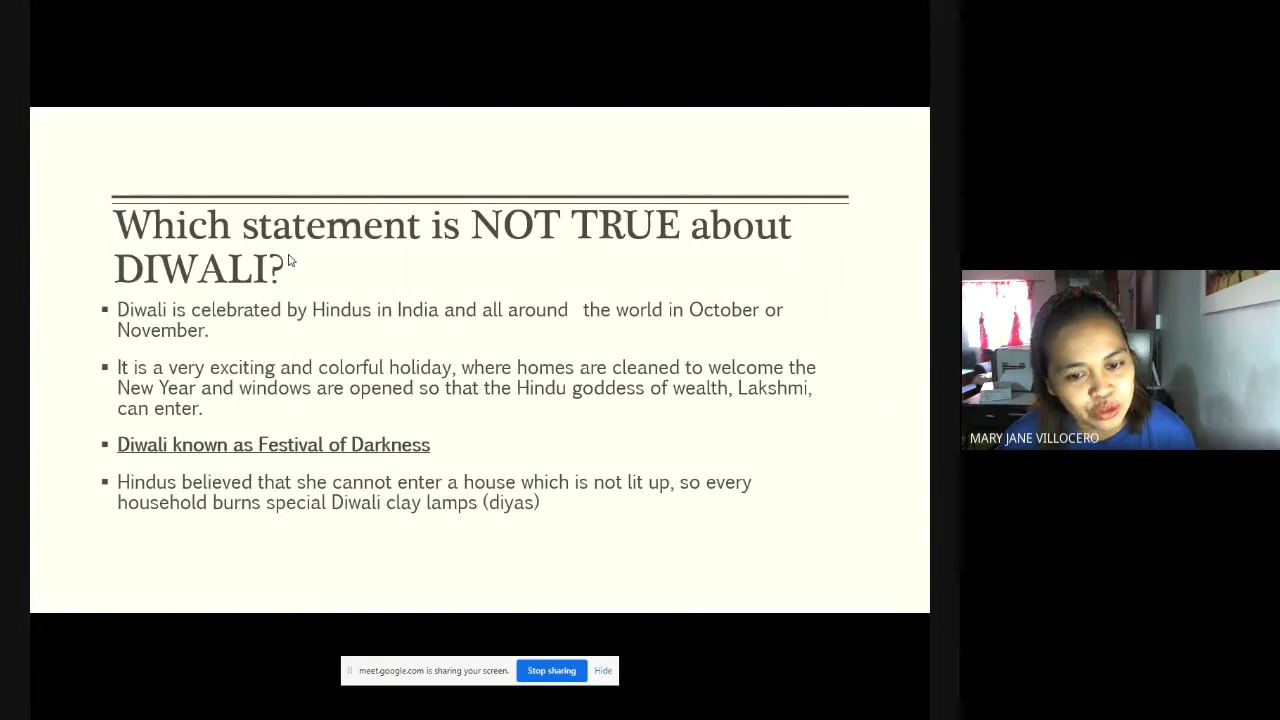 Which statement is NOT TRUE about
DIWALI?
▪ Diwali is celebrated by Hindus in India and all around the world in October or
November.
▪ It is a very exciting and colorful holiday, where homes are cleaned to welcome the
New Year and windows are opened so that the Hindu goddess of wealth, Lakshmi,
can enter.
▪ Diwali known as Festival of Darkness
▪ Hindus believed that she cannot enter a house which is not lit up, so every
household burns special Diwali clay lamps (diyas)
MARY JANE VILLOCERO
meet.google.com is sharing your screen.
Stop sharing
Hide